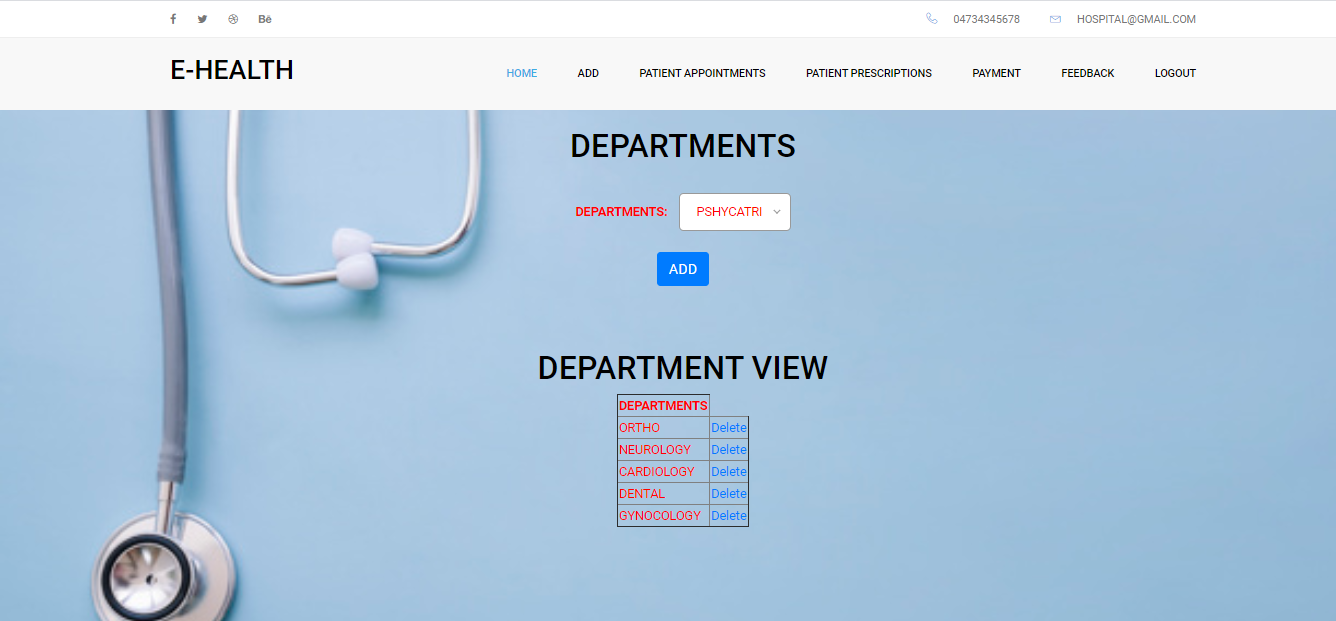 04734345678 HOSPITAL@GMAIL.COM
E-HEALTH
HOME ADD PATIENT APPOINTMENTS PATIENT PRESCRIPTIONS PAYMENT FEEDBACK LOGOUT
DEPARTMENTS
DEPARTMENTS: PSHYCATRI
ADD
DEPARTMENT VIEW
DEPARTMENTS
ORTHO Delete
NEUROLOGY Delete
CARDIOLOGY Delete
DENTAL Delete
GYNOCOLOGY Delete